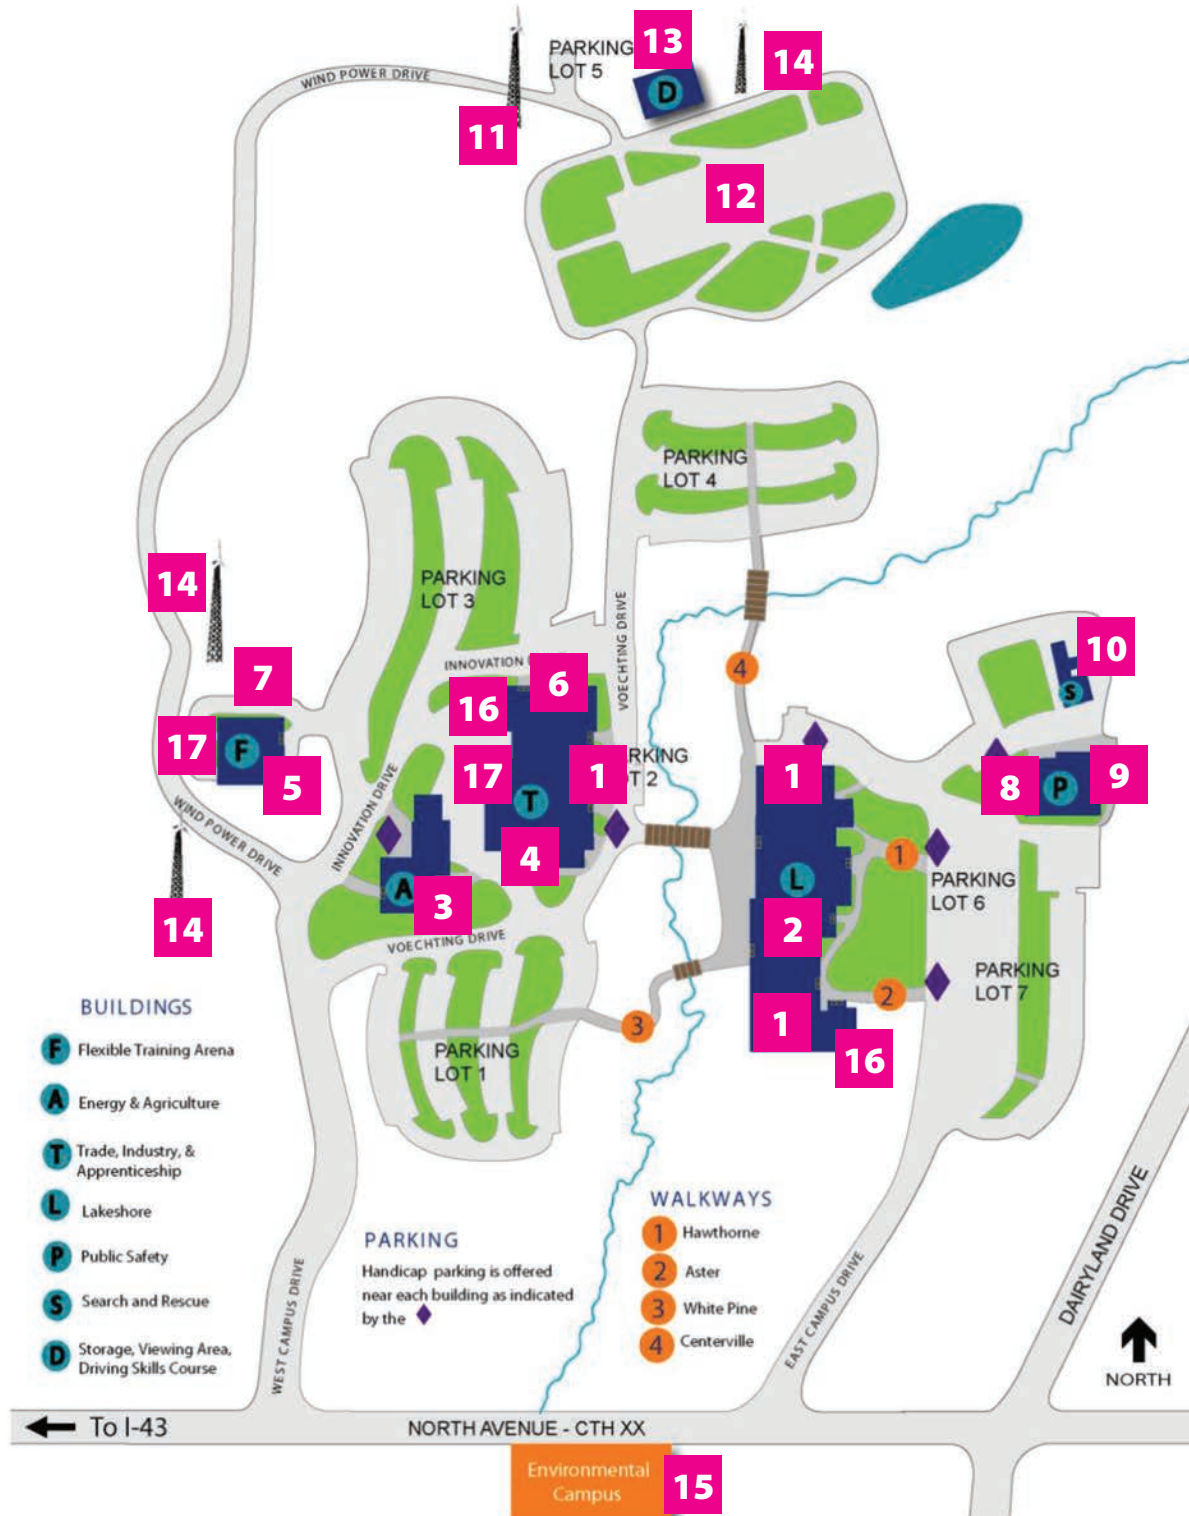 11
PARKING
LOT 5
13
D
14
WIND POWER DRIVE
12
PARKING
LOT 4
PARKING
LOT 3
14
VOECHTING DRIVE
INNOVATION
4
10
S
7
6
16
17
F
5
17
1
PARKING
LOT 2
T
4
1
8
P
9
INNOVATION DRIVE
WIND POWER DRIVE
14
A
3
VOECHTING DRIVE
L
2
1
1
PARKING
LOT 6
2
PARKING
LOT 7
16
3
PARKING
LOT 1
BUILDINGS
F Flexible Training Arena
A Energy & Agriculture
T Trade, Industry, &
Apprenticeship
L Lakeshore
P Public Safety
S Search and Rescue
D Storage, Viewing Area,
Driving Skills Course
WEST CAMPUS DRIVE
PARKING
Handicap parking is offered
near each building as indicated
by the
WALKWAYS
1 Hawthorne
2 Aster
3 White Pine
4 Centerville
EAST CAMPUS DRIVE
DAIRYLAND DRIVE
NORTH
To I-43
NORTH AVENUE - CTH XX
Environmental
Campus
15